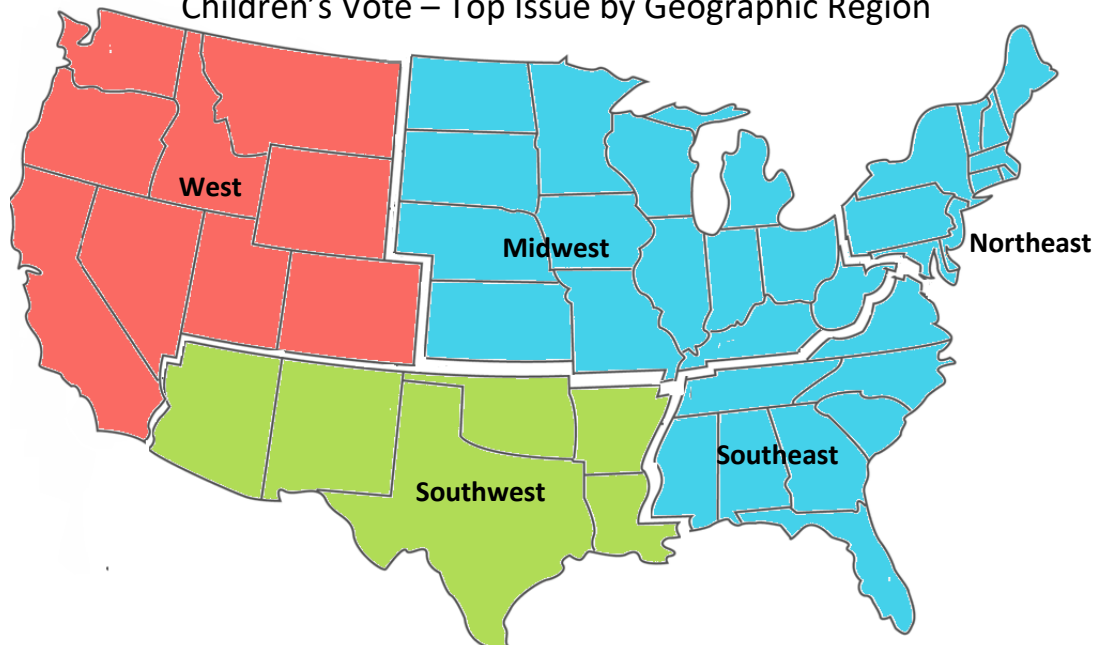 Children’s Vote – Top Issue by Geographic Region
West
Midwest
Northeast
Southeast
Southwest